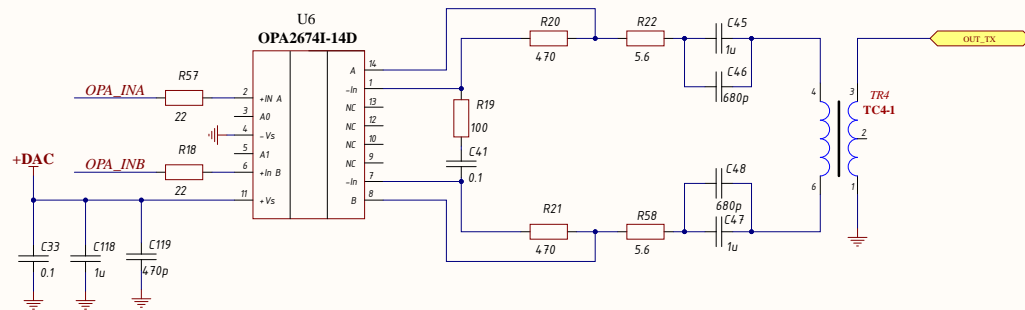 U6
OPA2674I-14D
OPA_INA
R57
22
2
+IN A
3
A0
4
-Vs
5
A1
6
+In B
11
+Vs
A
14
-In
1
NC
13
NC
12
NC
10
NC
9
-In
7
B
8
+DAC
OPA_INB
R18
22
C33
0.1
C118
1u
C119
470p
R19
100
C41
0.1
R20
470
R22
5.6
C45
1u
C46
680p
R21
470
R58
5.6
C48
680p
C47
1u
4
6
3
2
1
TR4
TC4-1
OUT_TX